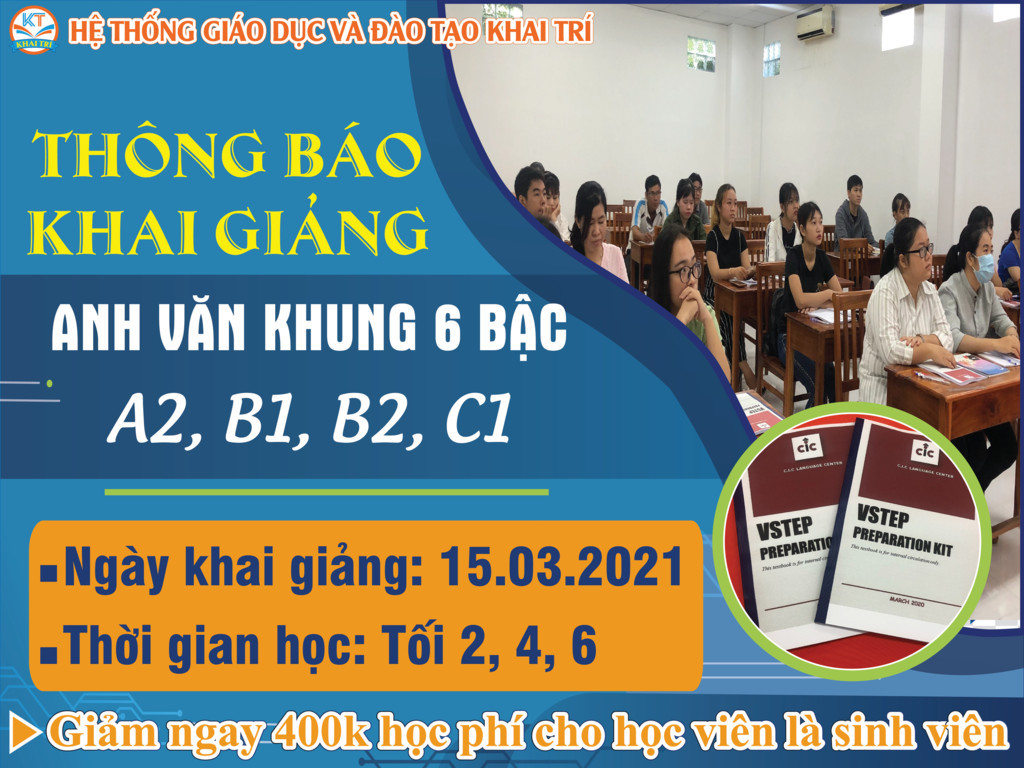 KT
KHAI TRÍ
HỆ THỐNG GIÁO DỤC VÀ ĐÀO TẠO KHAI TRÍ
THÔNG BÁO
KHAI GIẢNG
ANH VĂN KHUNG 6 BẬC
A2, B1, B2, C1
Ngày khai giảng: 15.03.2021
Thời gian học: Tối 2, 4, 6
cic
C.I.C LANGUAGE CENTER
VSTEP
PREPARATION
This textbook is for internal circulation
cic
C.I.C LANGUAGE CENTER
VSTEP
PREPARATION KIT
This textbook is for internal circulation only
MARCH 2020
Giảm ngay 400k học phí cho học viên là sinh viên